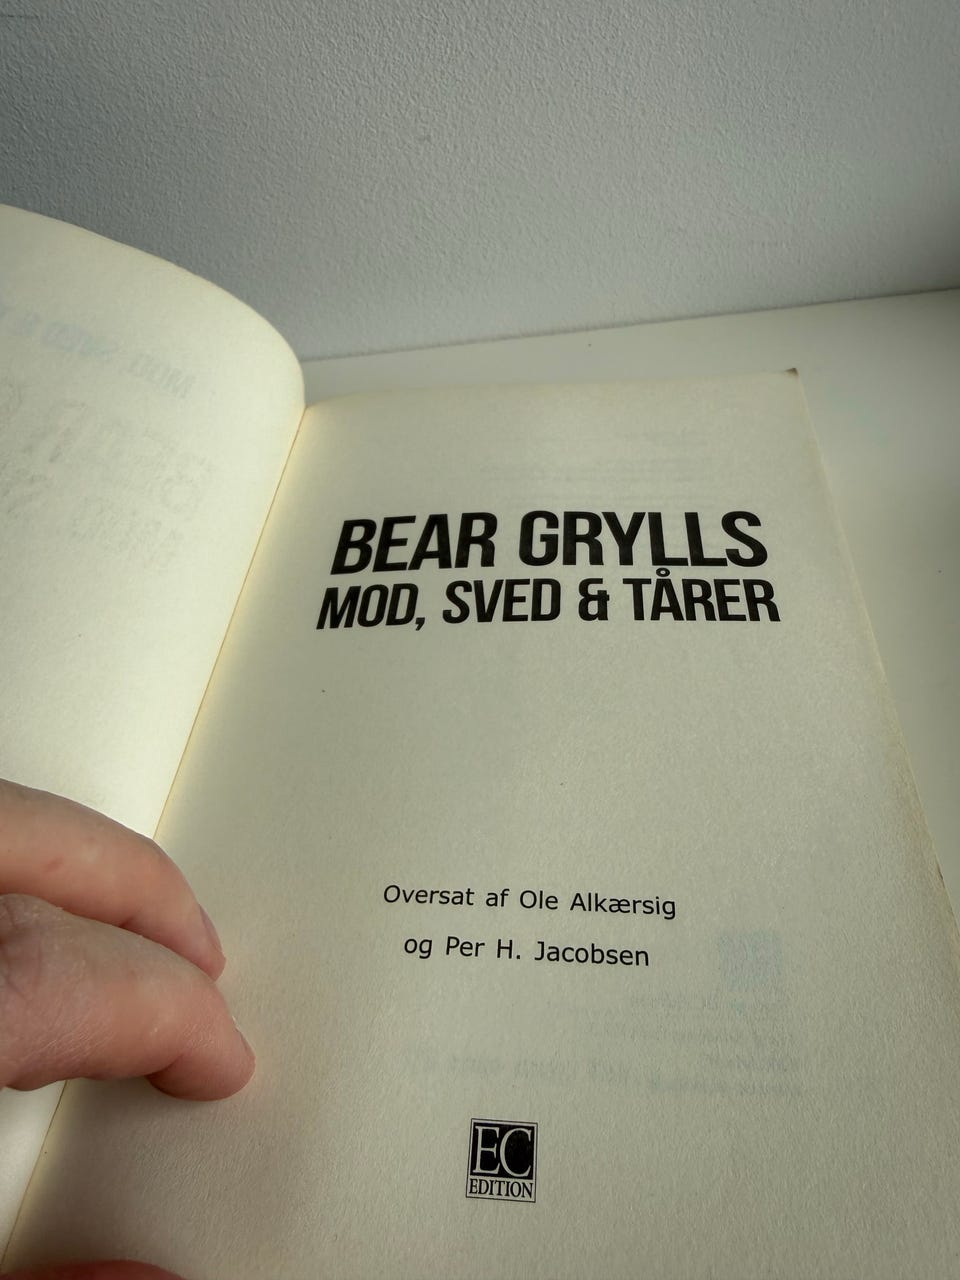 BEAR GRYLLS
MOD, SVED & TÅRER
Oversat af Ole Alkærsig
og Per H. Jacobsen
EC
EDITION